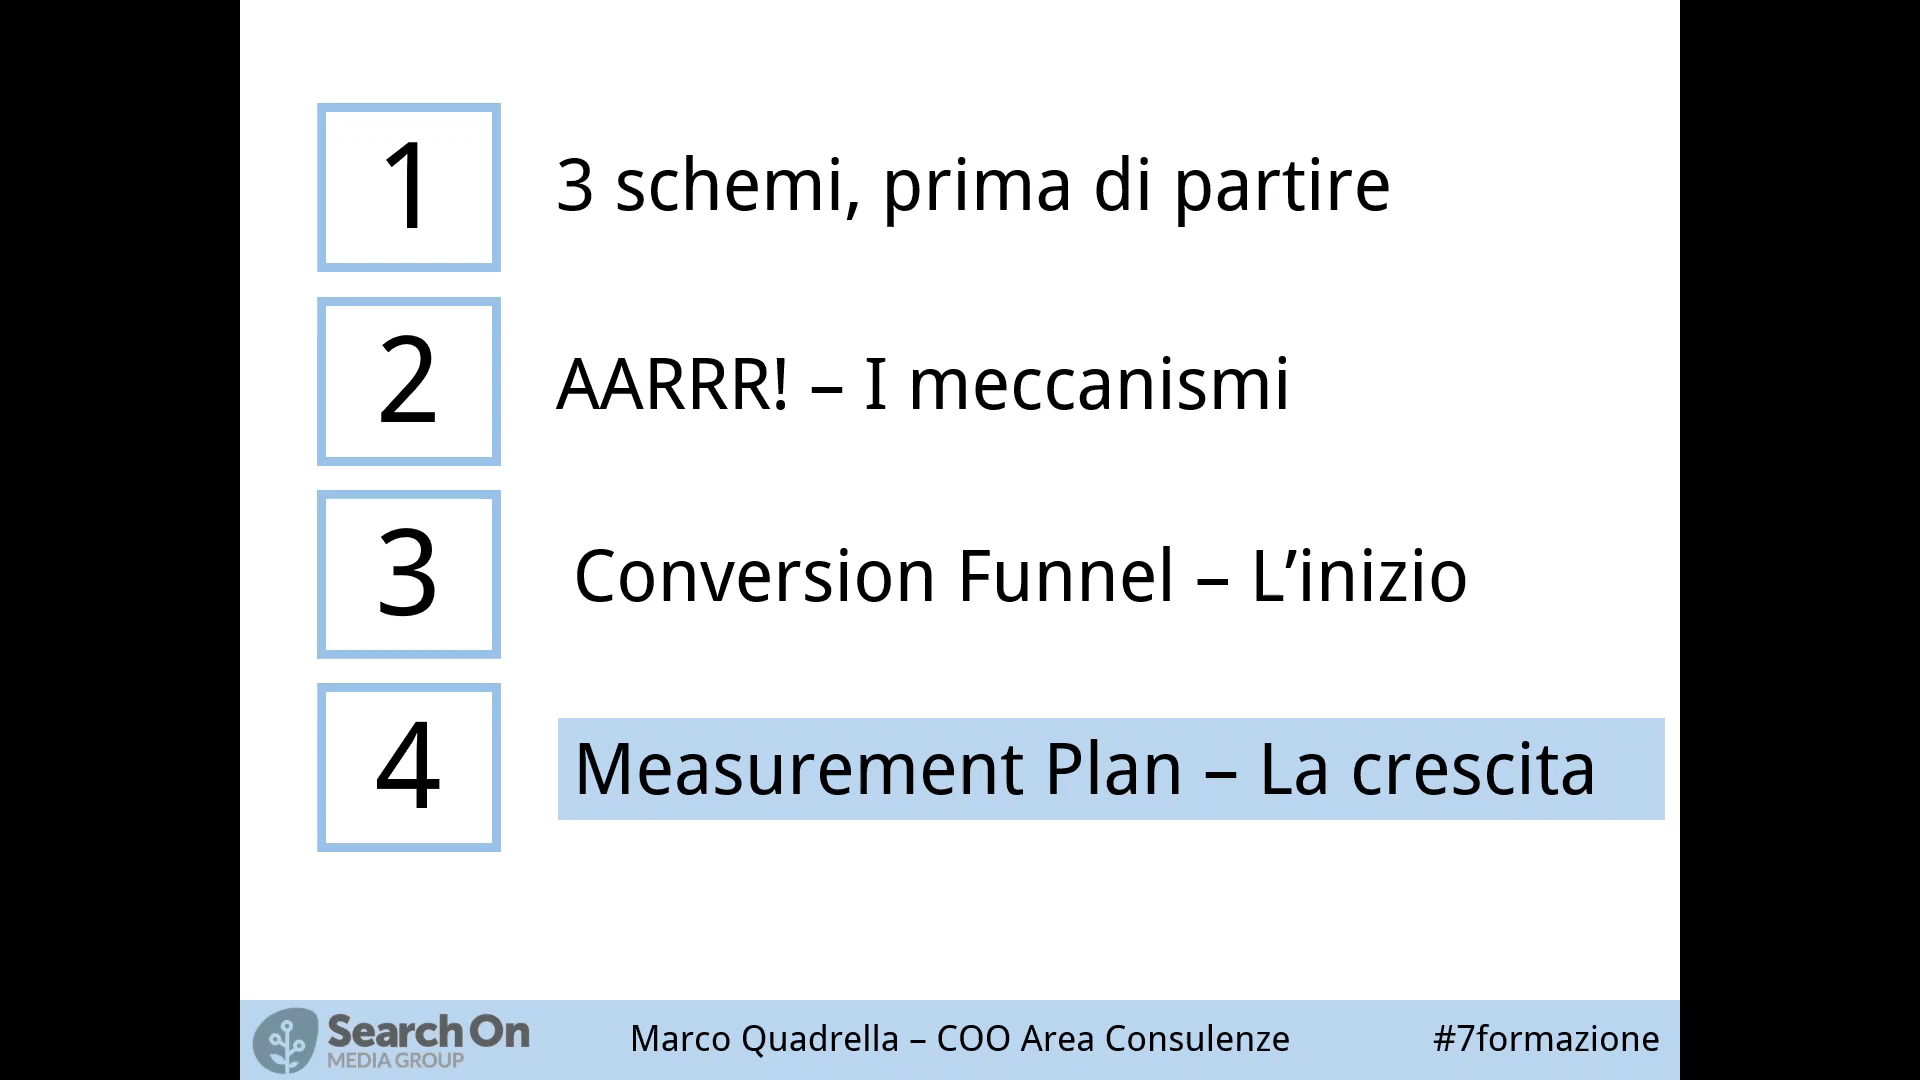 1
3 schemi, prima di partire
2
AARRR! – I meccanismi
3
Conversion Funnel – L’inizio
4
Measurement Plan – La crescita
Search On
MEDIA GROUP
Marco Quadrella – COO Area Consulenze
#7formazione